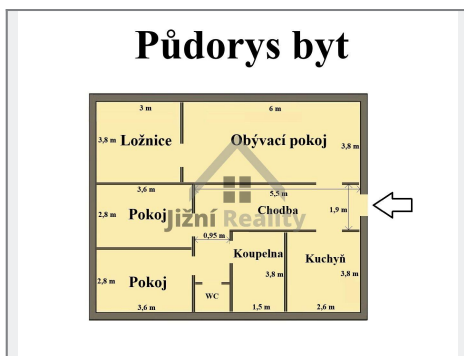 Půdorys byt
3 m
6 m
3,8 m
Ložnice
Obývací pokoj
3,8 m
3,6 m
5,5 m
2,8 m
Pokoj
Chodba
1,9 m
Jižní Reality
0,95 m
Koupelna
Kuchyň
2,8 m
Pokoj
3,8 m
3,8 m
WC
3,6 m
1,5 m
2,6 m